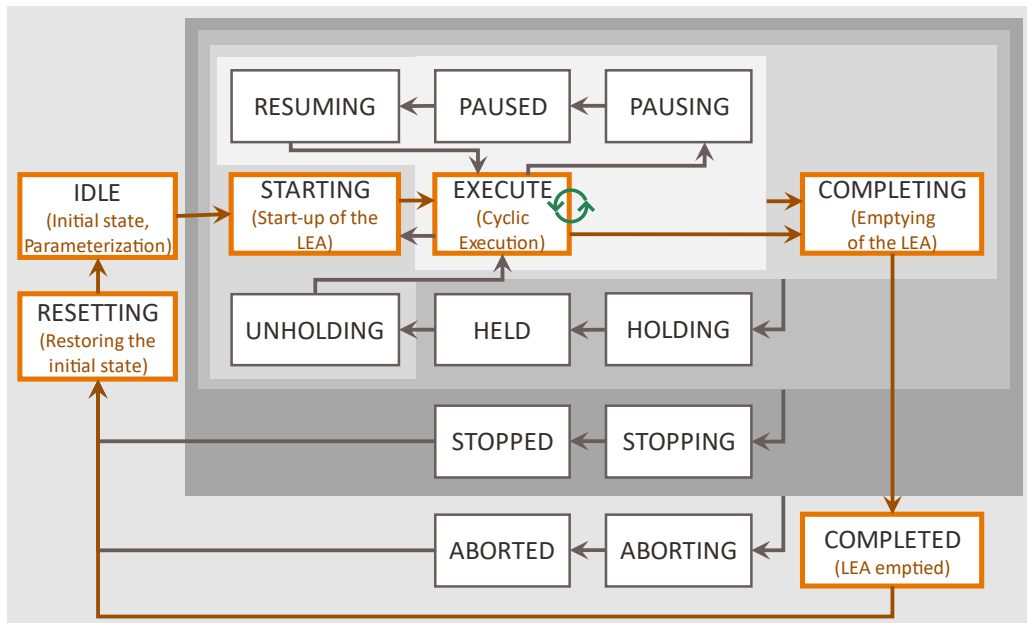 RESUMING
PAUSED
PAUSING
IDLE
(Initial state,
Parameterization)
STARTING
(Start-up of the
LEA)
EXECUTE
(Cyclic
Execution)
COMPLETING
(Emptying
of the LEA)
RESETTING
(Restoring the
initial state)
UNHOLDING
HELD
HOLDING
STOPPED
STOPPING
ABORTED
ABORTING
COMPLETED
(LEA emptied)